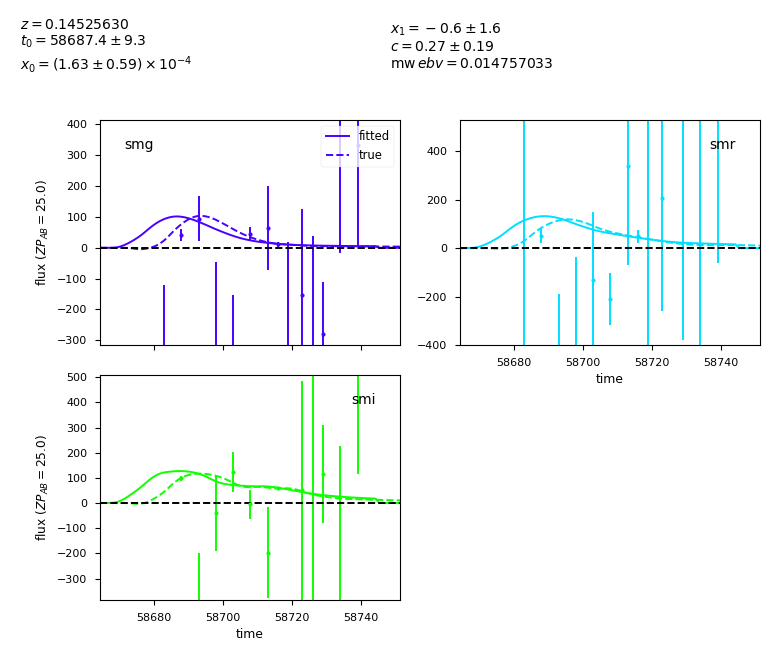 z = 0.14525630
t₀ = 58687.4 ± 9.3
x₀ = (1.63 ± 0.59) × 10⁻⁴
x₁ = −0.6 ± 1.6
c = 0.27 ± 0.19
mw ebv = 0.014757033
smg
fitted
true
400
300
200
100
0
−100
−200
−300
flux (ZP_AB = 25.0)
smr
400
200
0
−200
−400
58680 58700 58720 58740
time
smi
500
400
300
200
100
0
−100
−200
−300
flux (ZP_AB = 25.0)
58680 58700 58720 58740
time